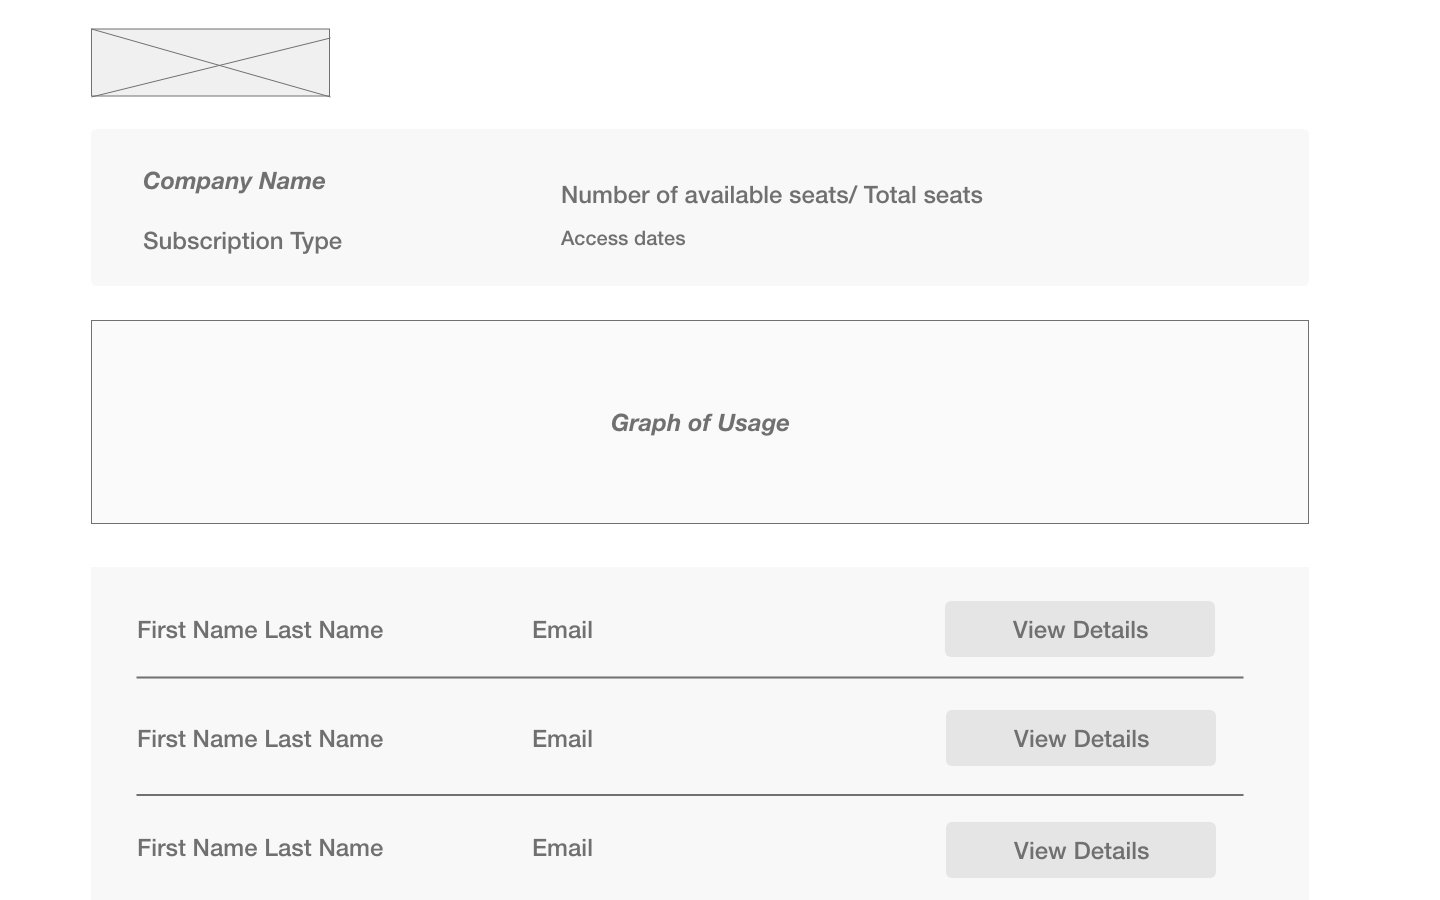 Company Name
Number of available seats/ Total seats
Subscription Type
Access dates
Graph of Usage
First Name Last Name
Email
View Details
First Name Last Name
Email
View Details
First Name Last Name
Email
View Details